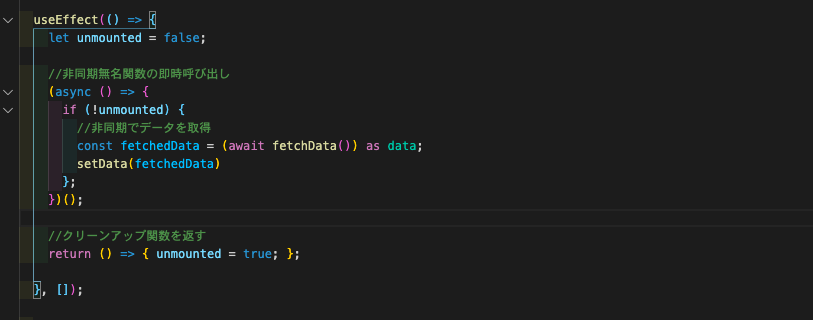 useEffect(() => {
let unmounted = false;
//非同期無名関数の即時呼び出し
(async () => {
if (!unmounted) {
//非同期でデータを取得
const fetchedData = (await fetchData()) as data;
setData(fetchedData)
};
})();
//クリーンアップ関数を返す
return () => { unmounted = true; };
}, []);